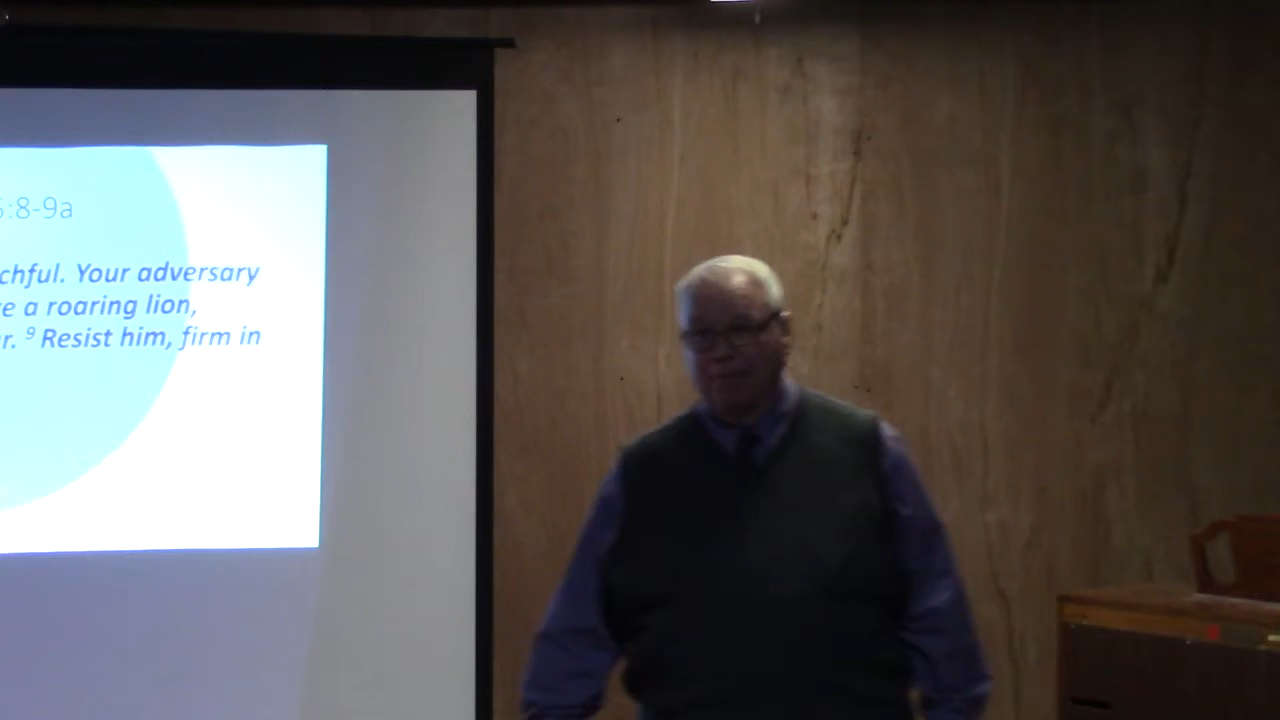 5:8-9a
chful. Your adversary
e a roaring lion,
r. ⁹ Resist him, firm in